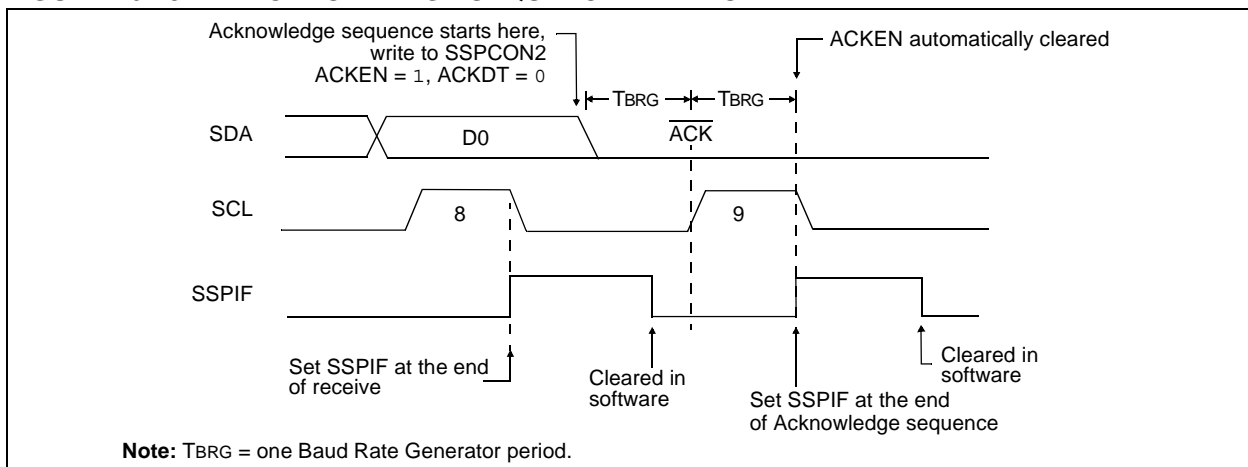 Acknowledge sequence starts here,
write to SSPCON2
ACKEN = 1, ACKDT = 0
ACKEN automatically cleared
TBRG
TBRG
SDA
D0
ACK
SCL
8
9
SSPIF
Set SSPIF at the end
of receive
Cleared in
software
Set SSPIF at the end
of Acknowledge sequence
Cleared in
software
Note: TBRG = one Baud Rate Generator period.